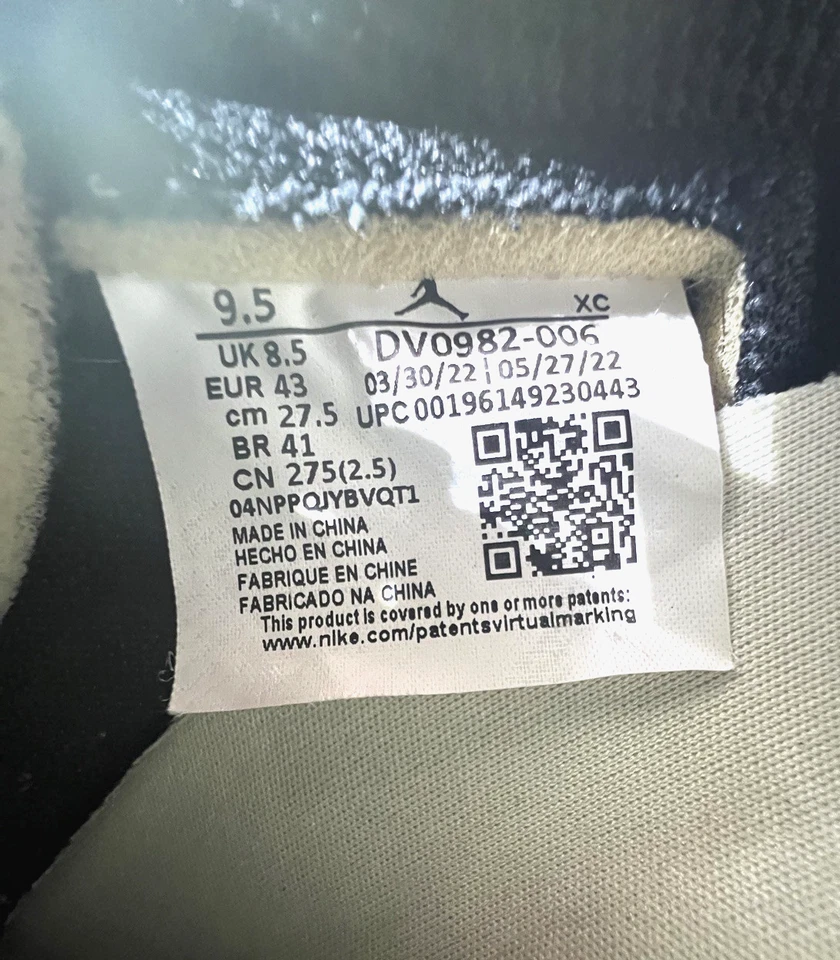 9.5 XC
UK 8.5 DV0982-006
EUR 43 03/30/22 | 05/27/22
cm 27.5 UPC 00196149230443
BR 41
CN 275(2.5)
04NPPQJYBVQT1
MADE IN CHINA
HECHO EN CHINA
FABRIQUE EN CHINE
FABRICADO NA CHINA
This product is covered by one or more patents:
www.nike.com/patentsvirtualmarking